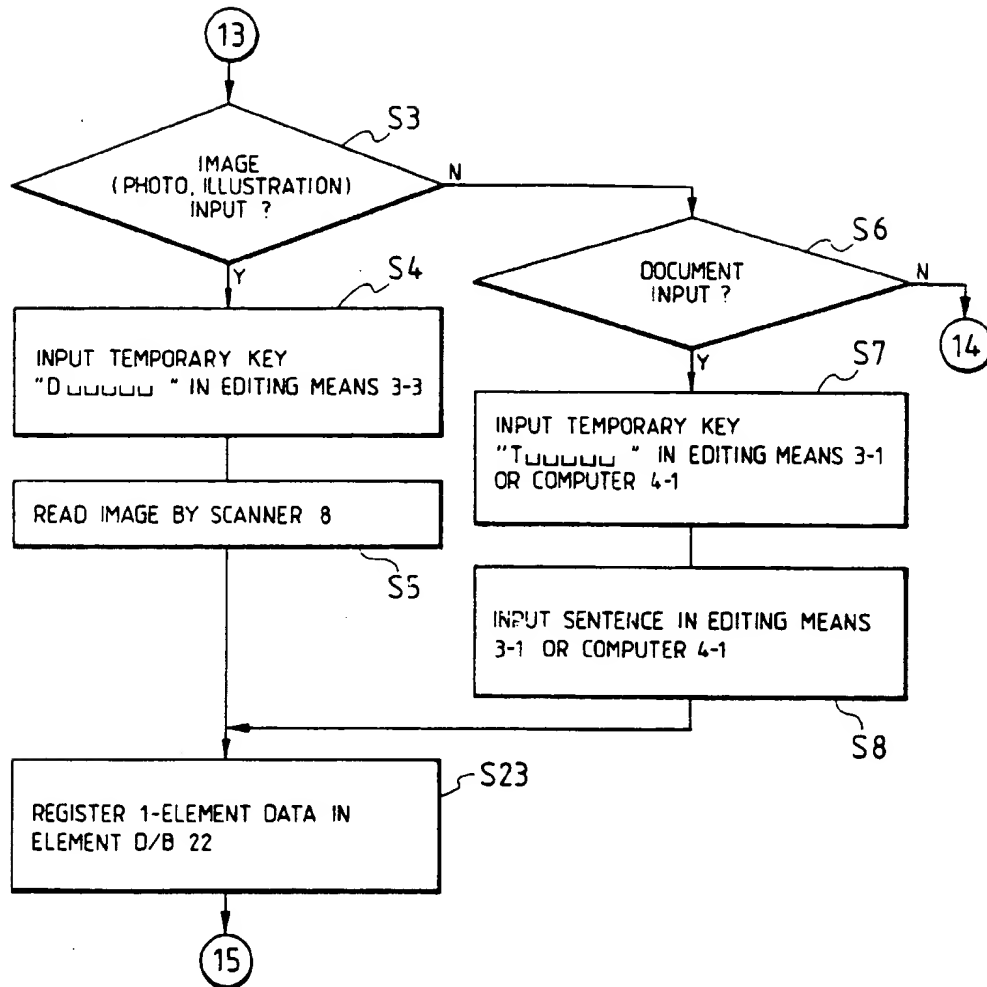 13
S3
IMAGE
(PHOTO, ILLUSTRATION)
INPUT ?
N
Y
S6
DOCUMENT
INPUT ?
N
14
Y
S4
INPUT TEMPORARY KEY
"D␣␣␣␣␣ " IN EDITING MEANS 3-3
S7
INPUT TEMPORARY KEY
"T␣␣␣␣␣ " IN EDITING MEANS 3-1
OR COMPUTER 4-1
READ IMAGE BY SCANNER 8
S5
INPUT SENTENCE IN EDITING MEANS
3-1 OR COMPUTER 4-1
S8
S23
REGISTER 1-ELEMENT DATA IN
ELEMENT D/B 22
15